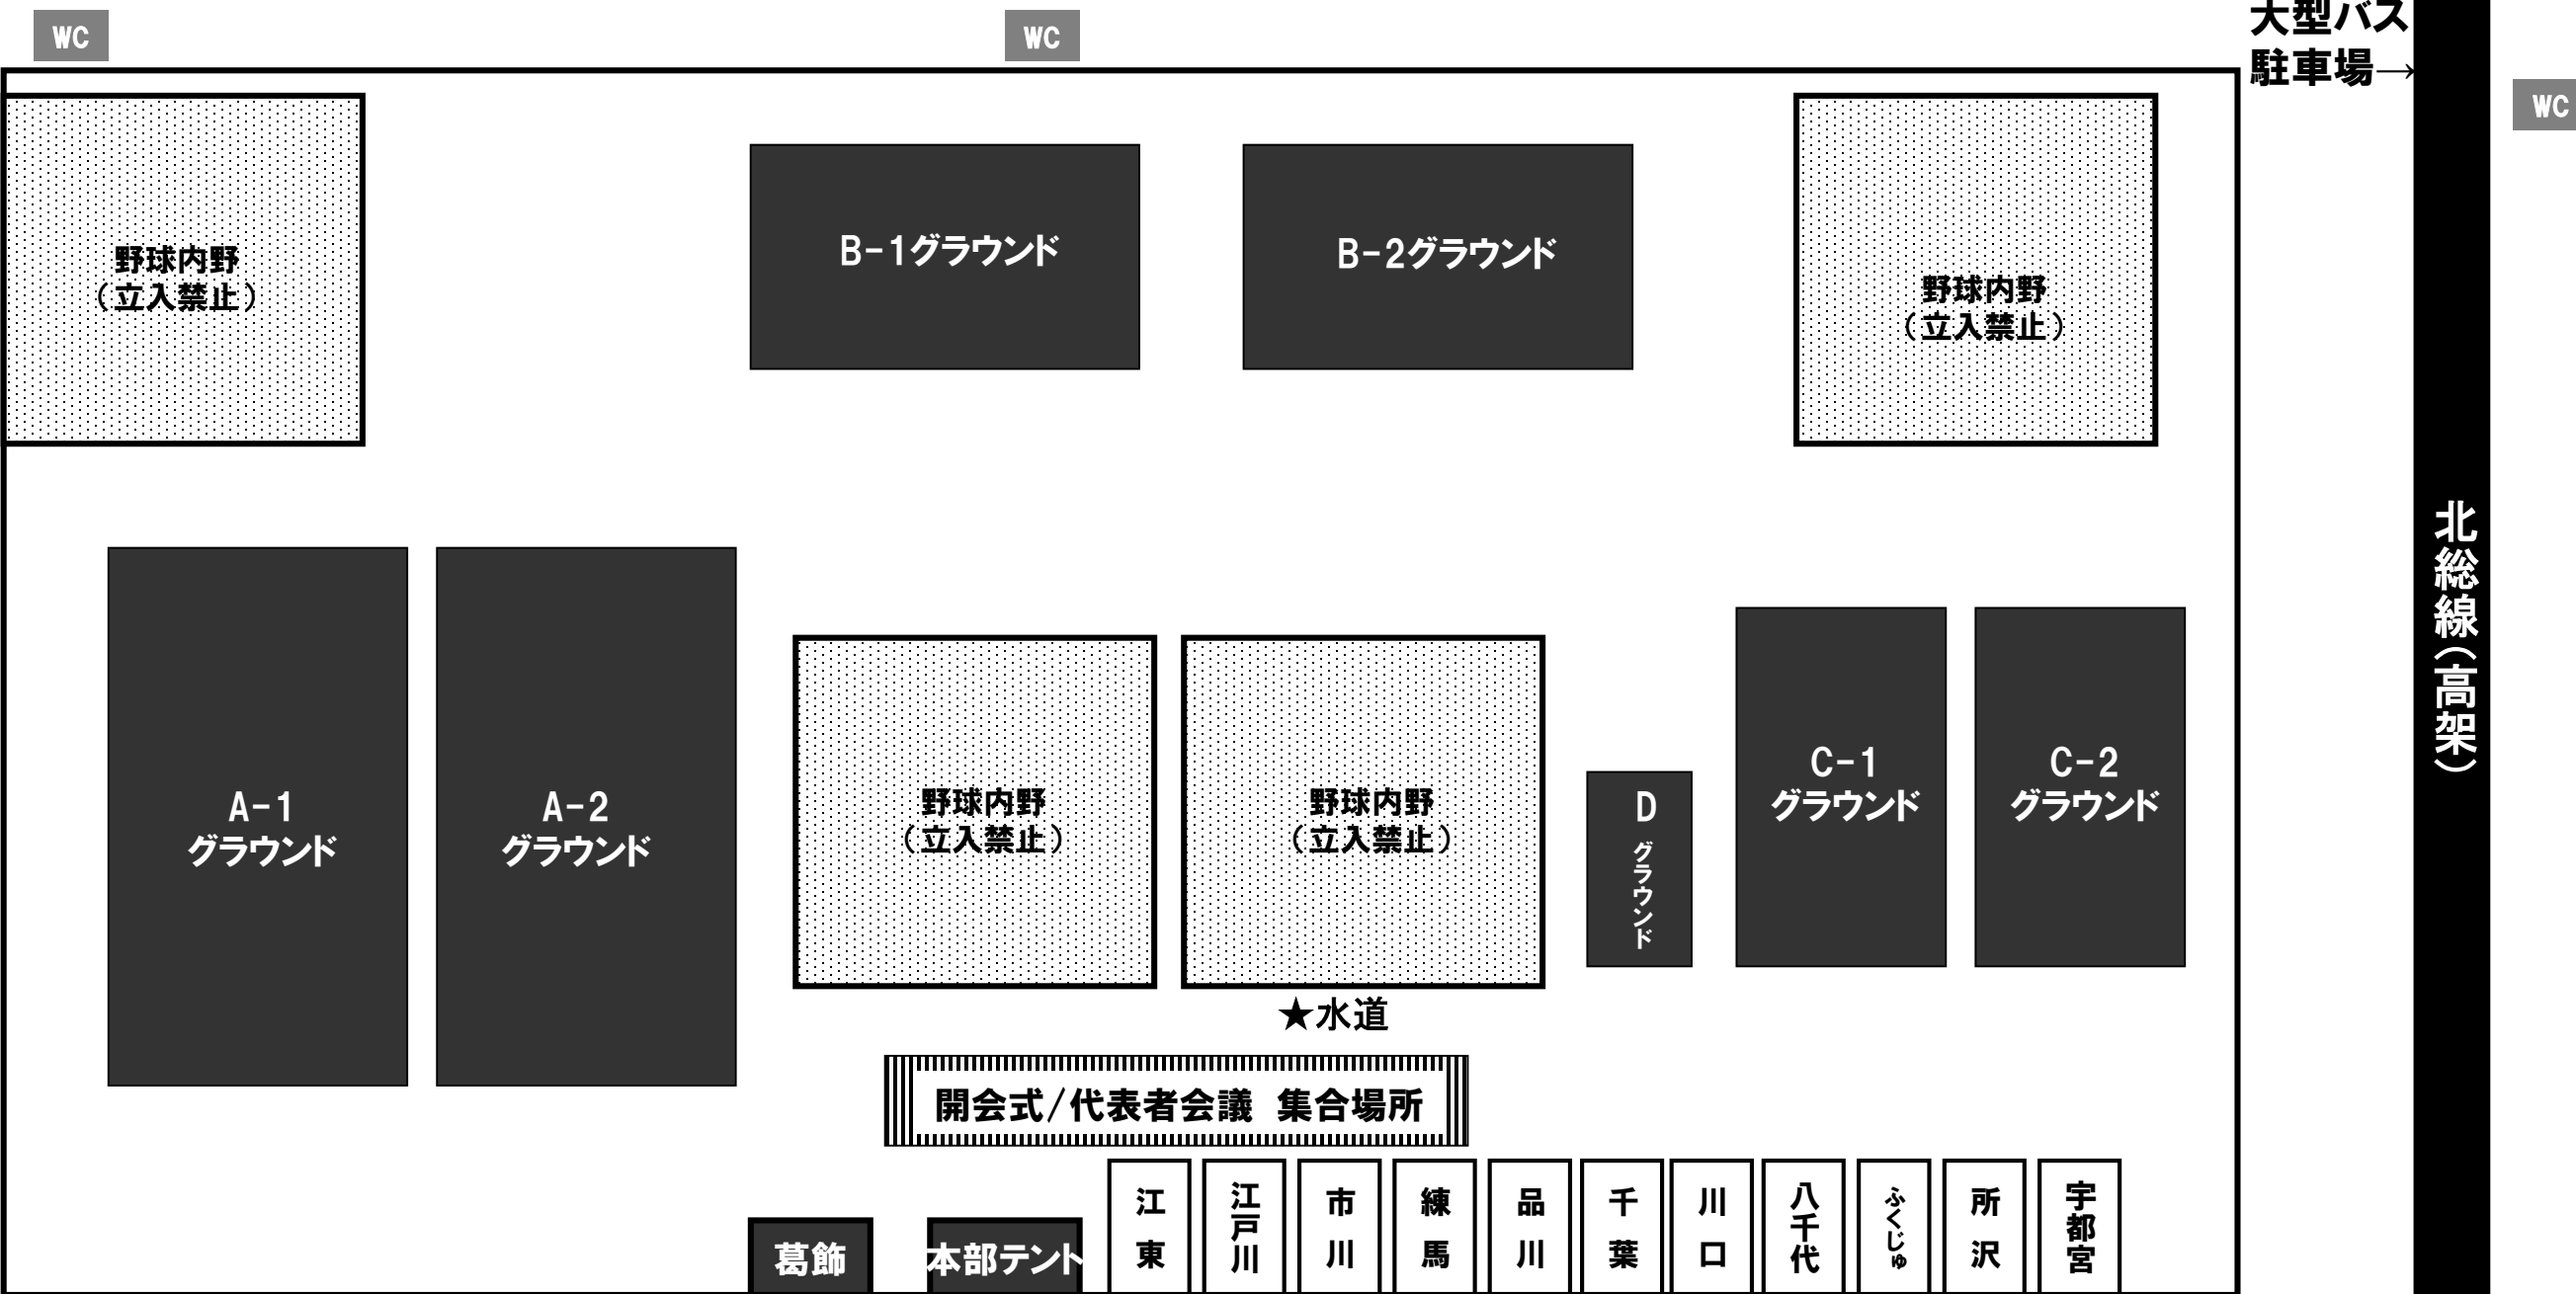 WC
WC
大型バス
駐車場→
WC
野球内野
（立入禁止）
B-1グラウンド
B-2グラウンド
野球内野
（立入禁止）
北総線（高架）
A-1
グラウンド
A-2
グラウンド
野球内野
（立入禁止）
野球内野
（立入禁止）
D
グラウンド
C-1
グラウンド
C-2
グラウンド
★水道
開会式/代表者会議 集合場所
葛飾
本部テント
江東
江戸川
市川
練馬
品川
千葉
川口
八千代
ふくじゅ
所沢
宇都宮